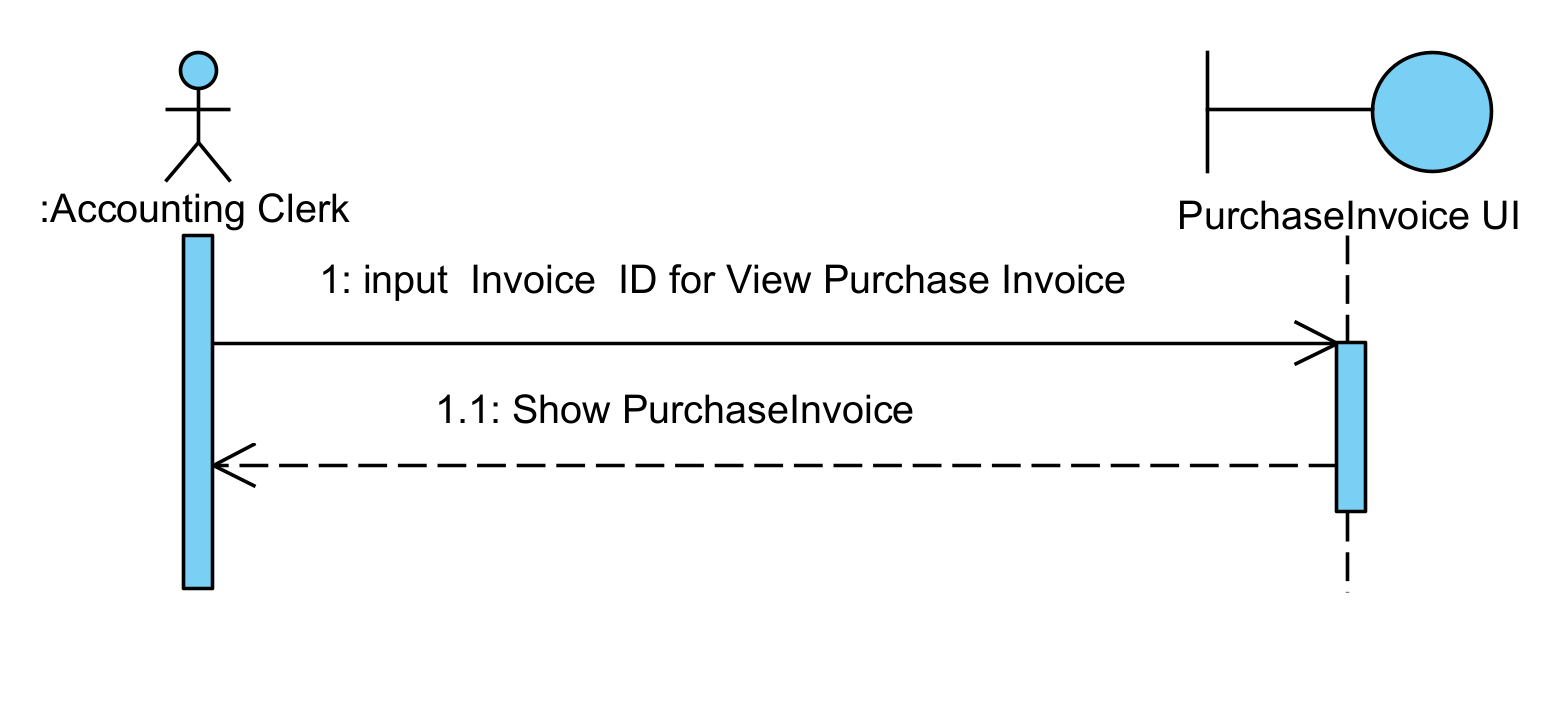 :Accounting Clerk
PurchaseInvoice UI
1: input  Invoice  ID for View Purchase Invoice
1.1: Show PurchaseInvoice